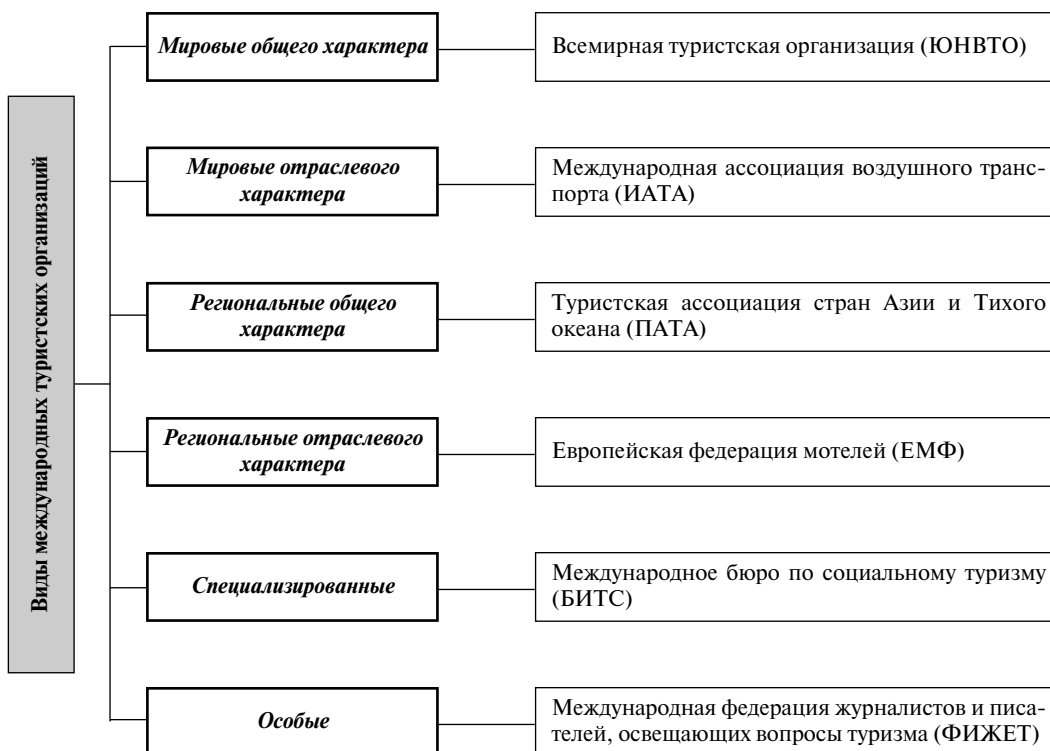 Виды международных туристских организаций
Мировые общего характера
Всемирная туристская организация (ЮНВТО)
Мировые отраслевого
характера
Международная ассоциация воздушного транс-
порта (ИАТА)
Региональные общего
характера
Туристская ассоциация стран Азии и Тихого
океана (ПАТА)
Региональные отраслевого
характера
Европейская федерация мотелей (ЕМФ)
Специализированные
Международное бюро по социальному туризму
(БИТС)
Особые
Международная федерация журналистов и писа-
телей, освещающих вопросы туризма (ФИЖЕТ)